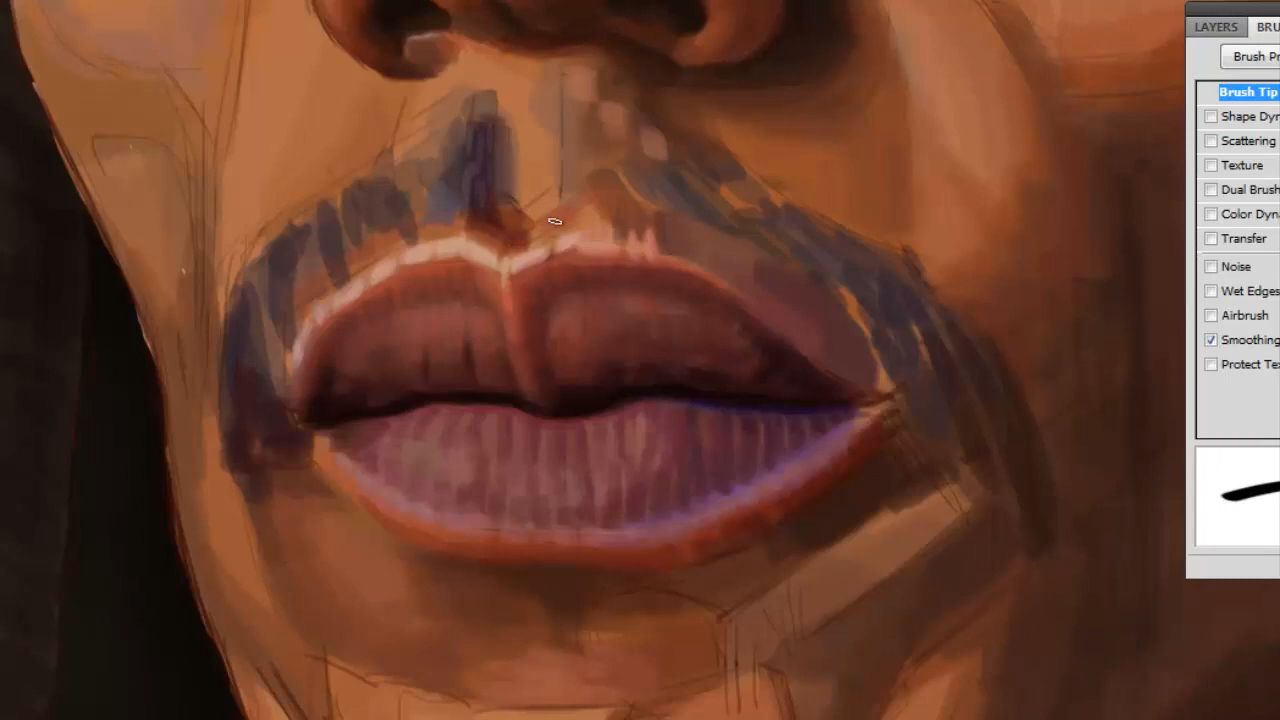 LAYERS BRU
Brush Pr
Brush Tip
Shape Dyn
Scattering
Texture
Dual Brush
Color Dyn
Transfer
Noise
Wet Edges
Airbrush
Smoothing
Protect Tex